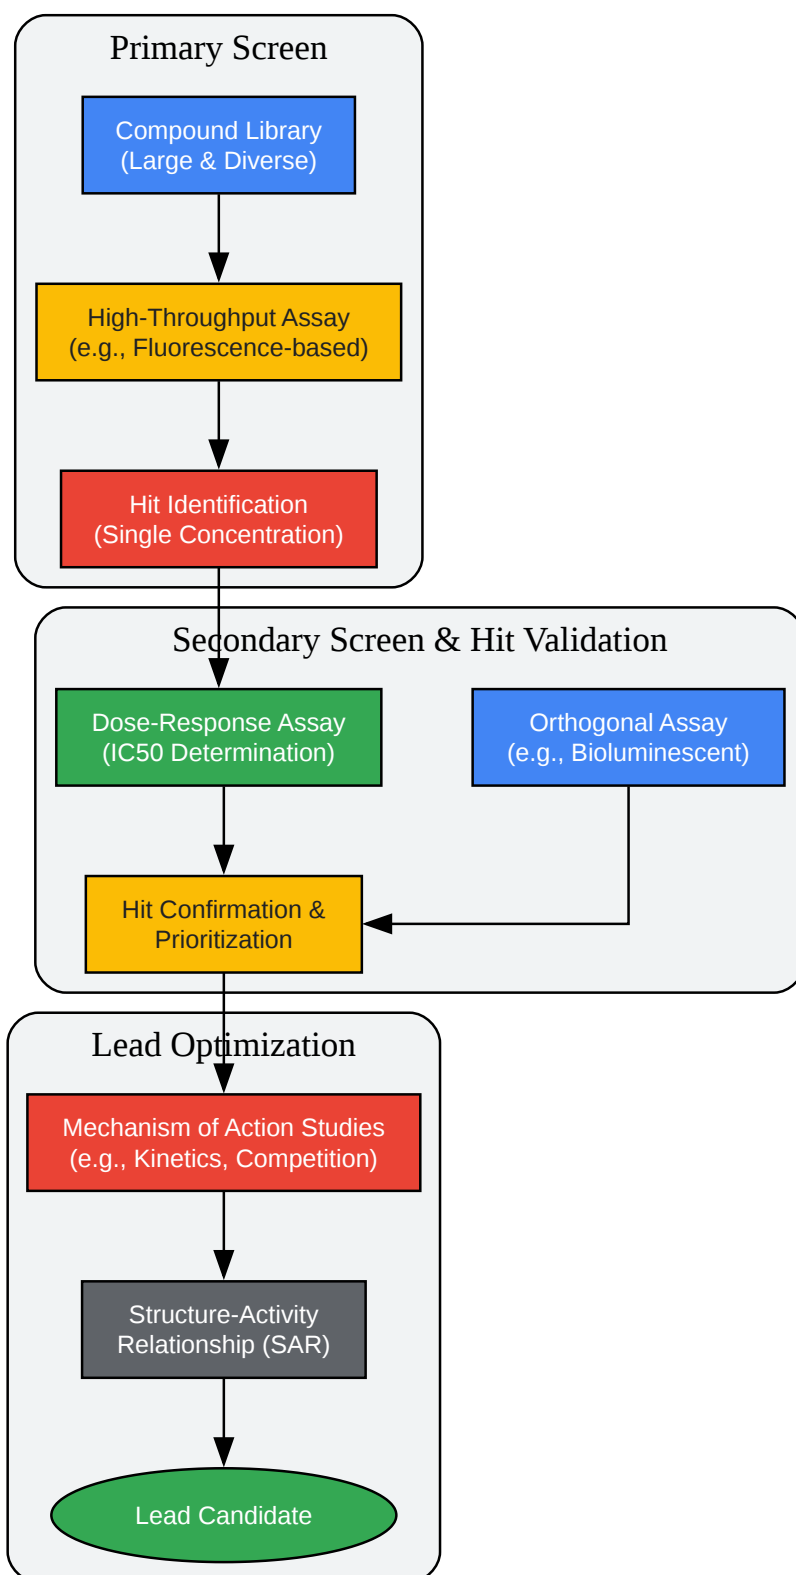 Primary Screen
Compound Library
(Large & Diverse)
High-Throughput Assay
(e.g., Fluorescence-based)
Hit Identification
(Single Concentration)
Secondary Screen & Hit Validation
Dose-Response Assay
(IC50 Determination)
Orthogonal Assay
(e.g., Bioluminescent)
Hit Confirmation &
Prioritization
Lead Optimization
Mechanism of Action Studies
(e.g., Kinetics, Competition)
Structure-Activity
Relationship (SAR)
Lead Candidate